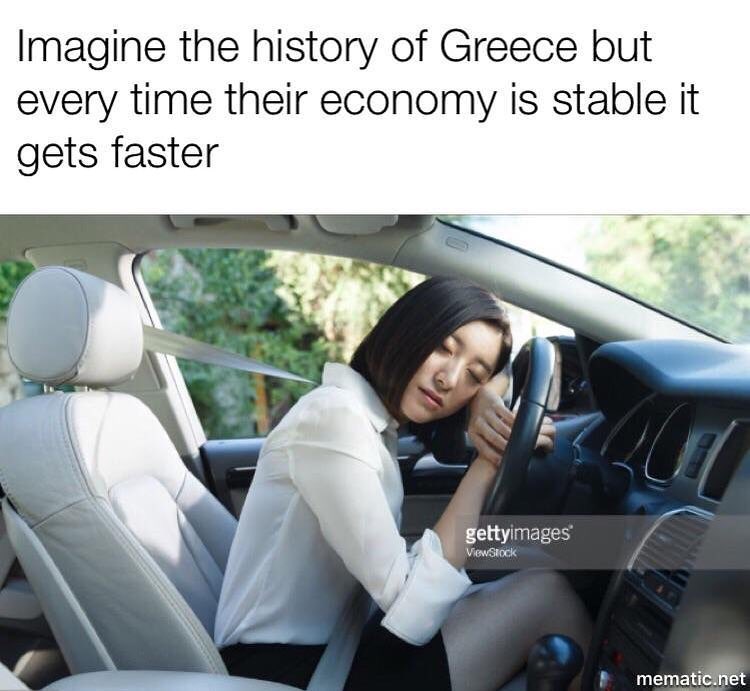 Imagine the history of Greece but
every time their economy is stable it
gets faster
gettyimages®
ViewStock
mematic.net